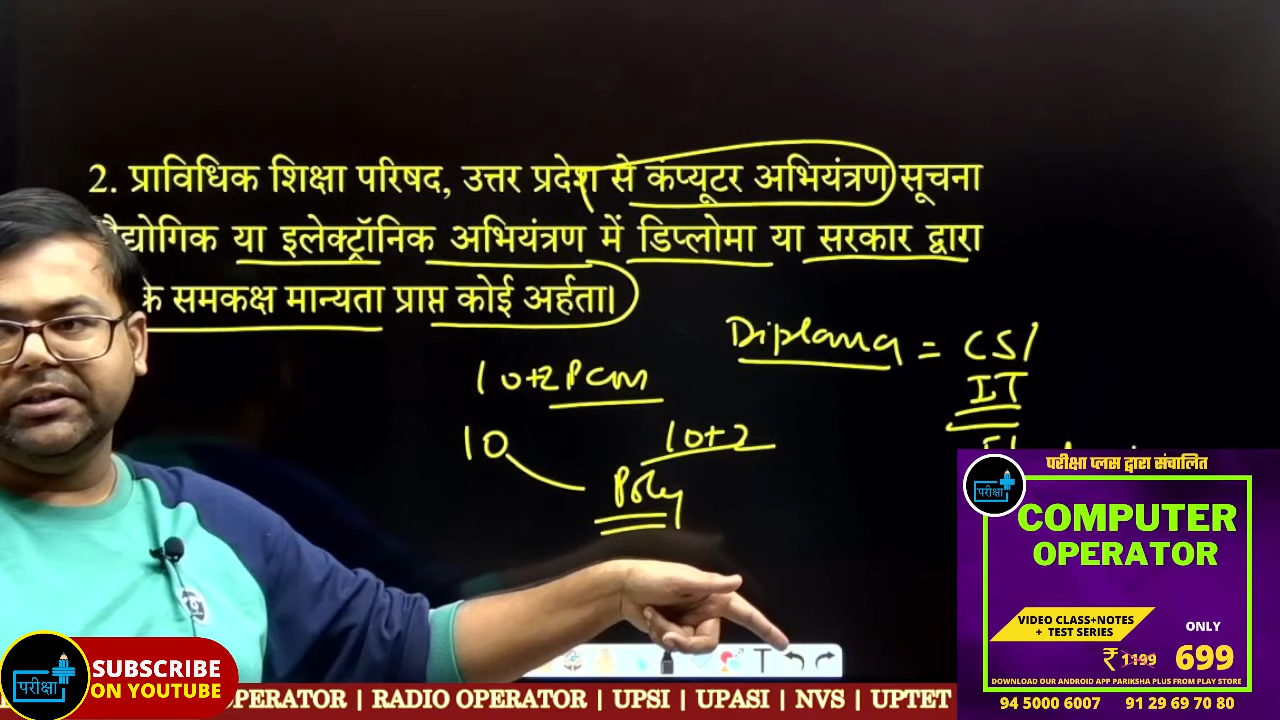 2. प्राविधिक शिक्षा परिषद, उत्तर प्रदेश से कंप्यूटर अभियंत्रण सूचना
द्योगिक या इलेक्ट्रॉनिक अभियंत्रण में डिप्लोमा या सरकार द्वारा
के समकक्ष मान्यता प्राप्त कोई अर्हता।
Diploma = CS/
IT
10+2 PCM
10
10+2
Poly
परीक्षा प्लस द्वारा संचालित
परीक्षा
COMPUTER
OPERATOR
VIDEO CLASS+NOTES
+ TEST SERIES
ONLY
₹1199 699
DOWNLOAD OUR ANDROID APP PARIKSHA PLUS FROM PLAY STORE
94 5000 6007 91 29 69 70 80
परीक्षा
SUBSCRIBE
ON YOUTUBE
PERATOR | RADIO OPERATOR | UPSI | UPASI | NVS | UPTET